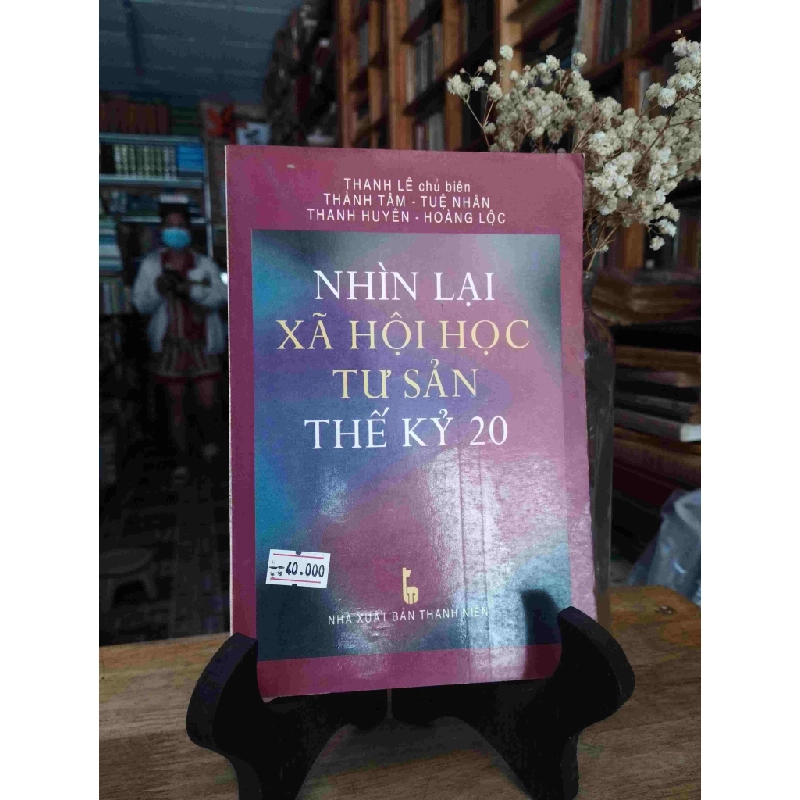 THANH LÊ chủ biên
THÀNH TÂM - TUỆ NHÂN
THANH HUYỀN - HOÀNG LỘC
NHÌN LẠI
XÃ HỘI HỌC
TƯ SẢN
THẾ KỶ 20
40.000
NHÀ XUẤT BẢN THANH NIÊN